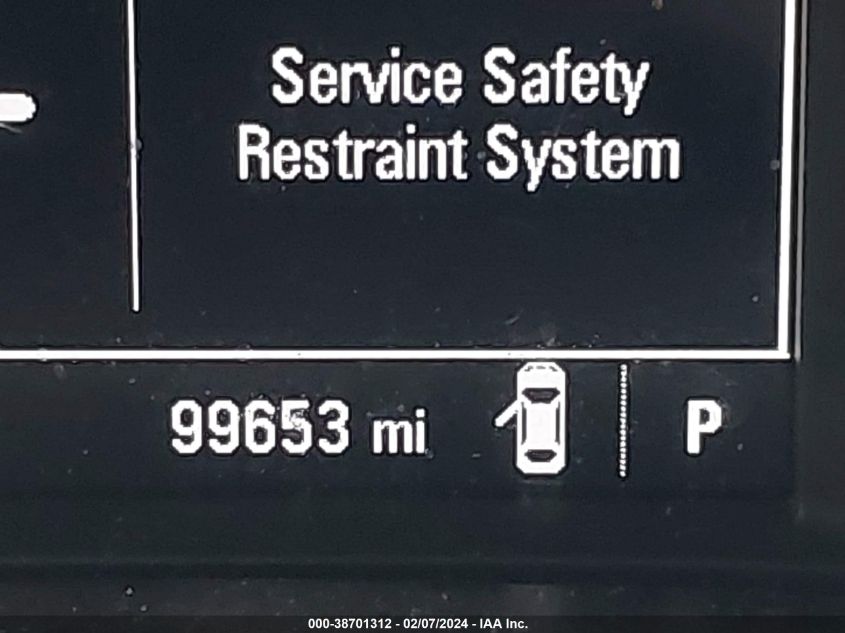 Service Safety
Restraint System
99653 mi
P
000-38701312 - 02/07/2024 - IAA Inc.